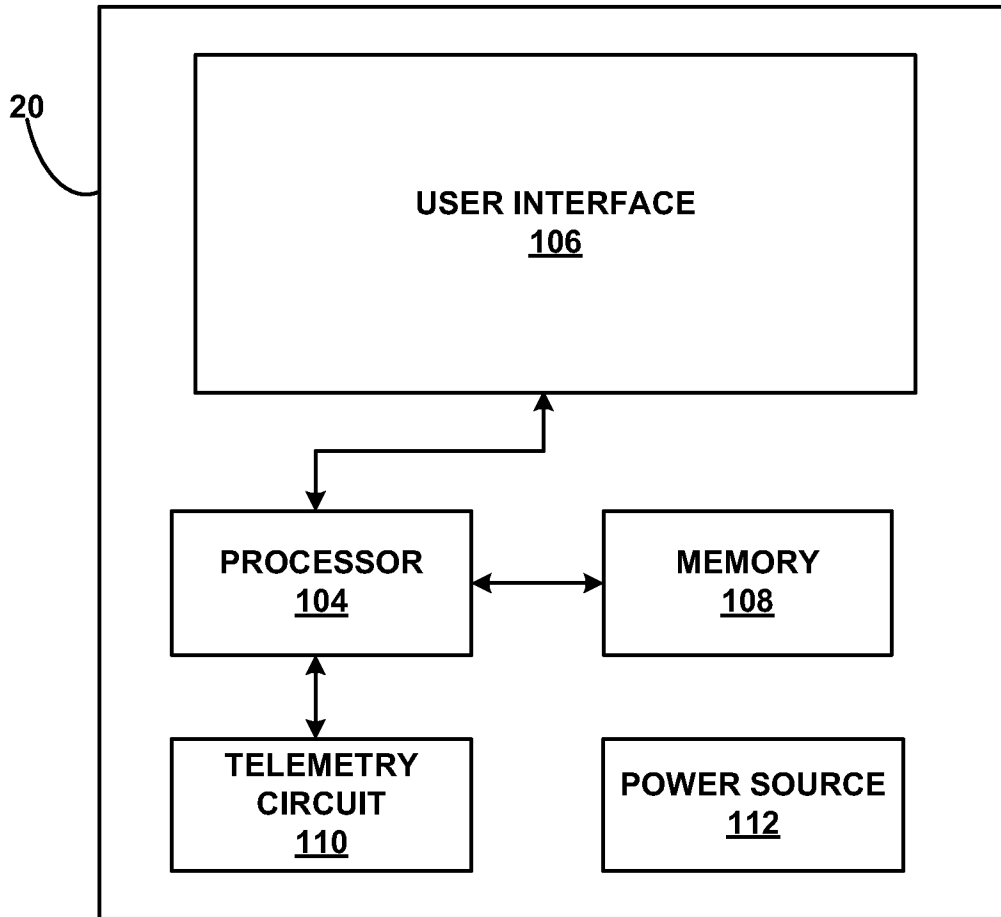 20
USER INTERFACE
106
PROCESSOR
104
MEMORY
108
TELEMETRY
CIRCUIT
110
POWER SOURCE
112